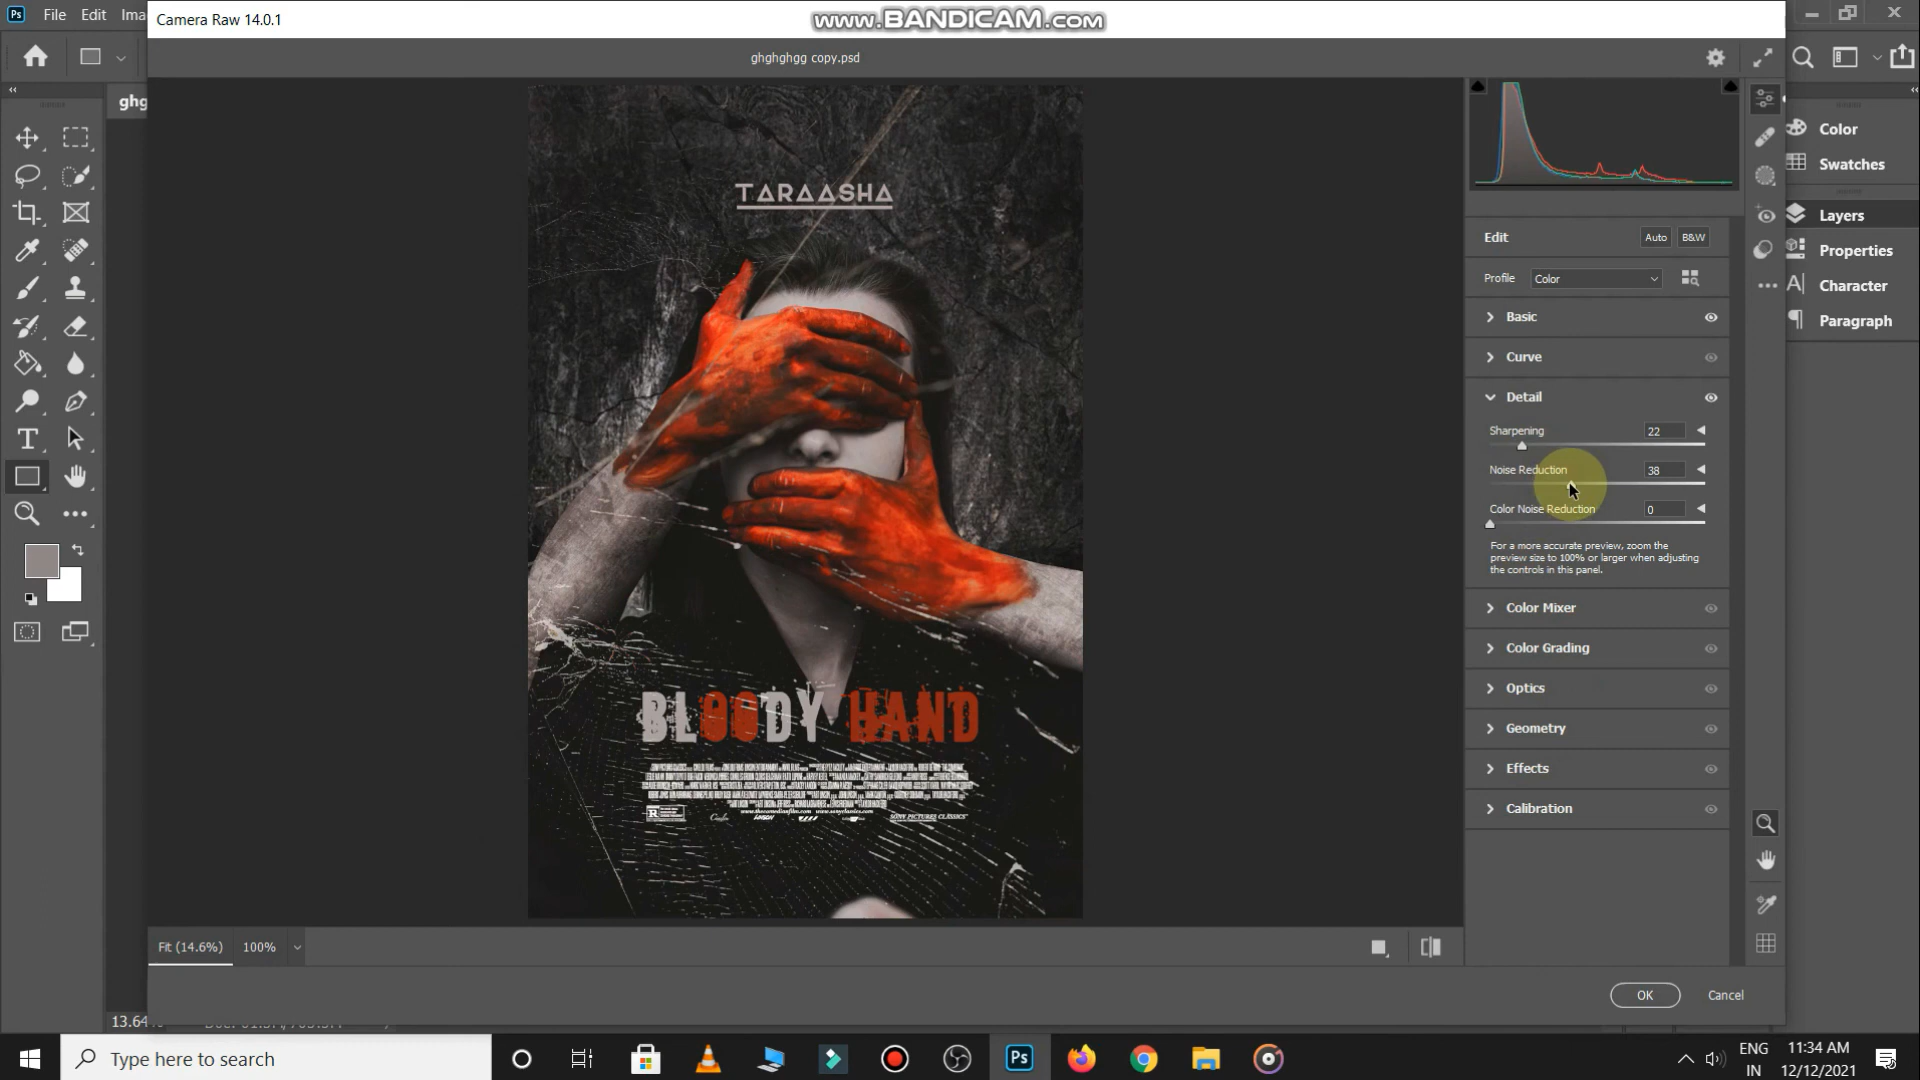 www.BANDICAM.com
File Edit
Camera Raw 14.0.1
ghghghgg copy.psd
Color
Swatches
Layers
Properties
Character
Paragraph
Edit
Auto
B&W
Profile
Color
Basic
Curve
Detail
Sharpening 22
Noise Reduction 38
Color Noise Reduction 0
For a more accurate preview, zoom the
preview size to 100% or larger when adjusting
the controls in this panel.
Color Mixer
Color Grading
Optics
Geometry
Effects
Calibration
TARAASHA
BLOODY HAND
SONY PICTURES CLASSICS
Fit (14.6%) 100%
OK
Cancel
Type here to search
Ps
ENG
IN
11:34 AM
12/12/2021